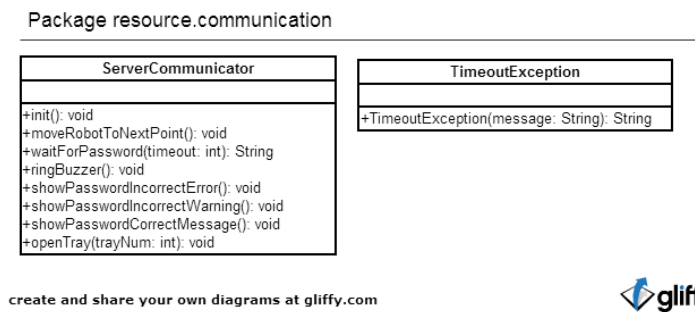 Package resource.communication
ServerCommunicator
+init(): void
+moveRobotToNextPoint(): void
+waitForPassword(timeout: int): String
+ringBuzzer(): void
+showPasswordIncorrectError(): void
+showPasswordIncorrectWarning(): void
+showPasswordCorrectMessage(): void
+openTray(trayNum: int): void
TimeoutException
+TimeoutException(message: String): String
create and share your own diagrams at gliffy.com
gliff